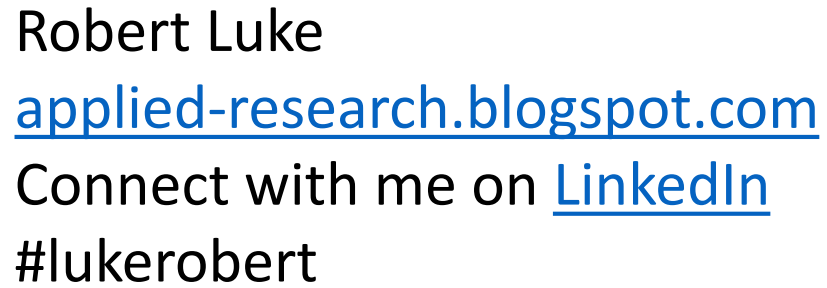 Robert Luke
applied-research.blogspot.com
Connect with me on LinkedIn
#lukerobert